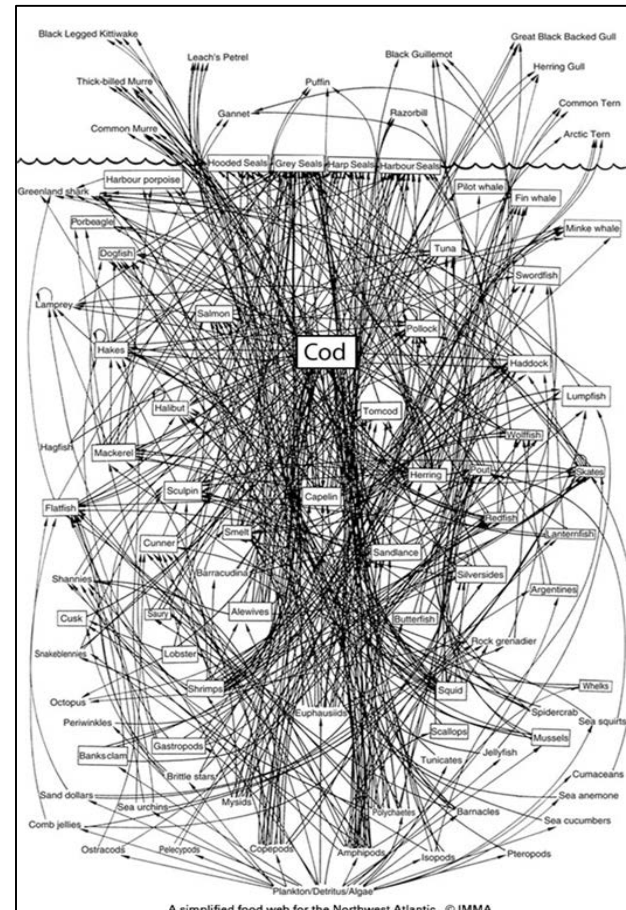 Black Legged Kittiwake
Great Black Backed Gull
Leach's Petrel
Black Guillemot
Herring Gull
Thick-billed Murre
Puffin
Common Tern
Gannet
Razorbill
Common Murre
Arctic Tern
Hooded Seals
Grey Seals
Harp Seals
Harbour Seals
Harbour porpoise
Pilot whale
Greenland shark
Fin whale
Porbeagle
Minke whale
Tuna
Dogfish
Swordfish
Lamprey
Salmon
Pollock
Cod
Hakes
Haddock
Lumpfish
Halibut
Tomcod
Wolffish
Hagfish
Mackerel
Herring
Pout
Skates
Sculpin
Capelin
Flatfish
Redfish
Smelt
Lanternfish
Cunner
Sandlance
Barracudina
Silversides
Shannies
Argentines
Cusk
Saury
Alewives
Butterfish
Rock grenadier
Snakeblennies
Lobster
Shrimps
Squid
Whelks
Octopus
Euphausiids
Spidercrab
Sea squirts
Periwinkles
Scallops
Mussels
Gastropods
Banksclam
Jellyfish
Tunicates
Brittle stars
Cumaceans
Sand dollars
Mysids
Sea anemone
Sea urchins
Polychaetes
Barnacles
Comb jellies
Sea cucumbers
Ostracods
Pelecypods
Copepods
Amphipods
Isopods
Pteropods
Plankton/Detritus/Algae
A simplified food web for the Northwest Atlantic. © IMMA